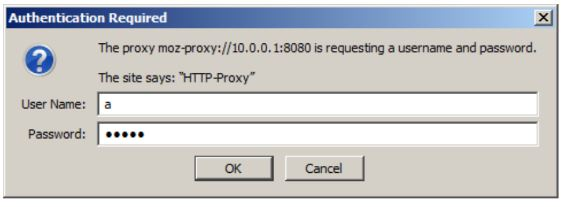 Authentication Required
The proxy moz-proxy://10.0.0.1:8080 is requesting a username and password.
The site says: "HTTP-Proxy"
User Name: a
Password: •••••
OK Cancel